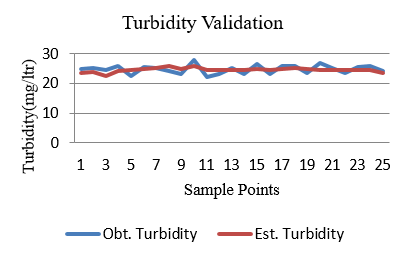 Turbidity Validation
Turbidity(mg/ltr)
30
20
10
0
1 3 5 7 9 11 13 15 17 19 21 23 25
Sample Points
Obt. Turbidity Est. Turbidity